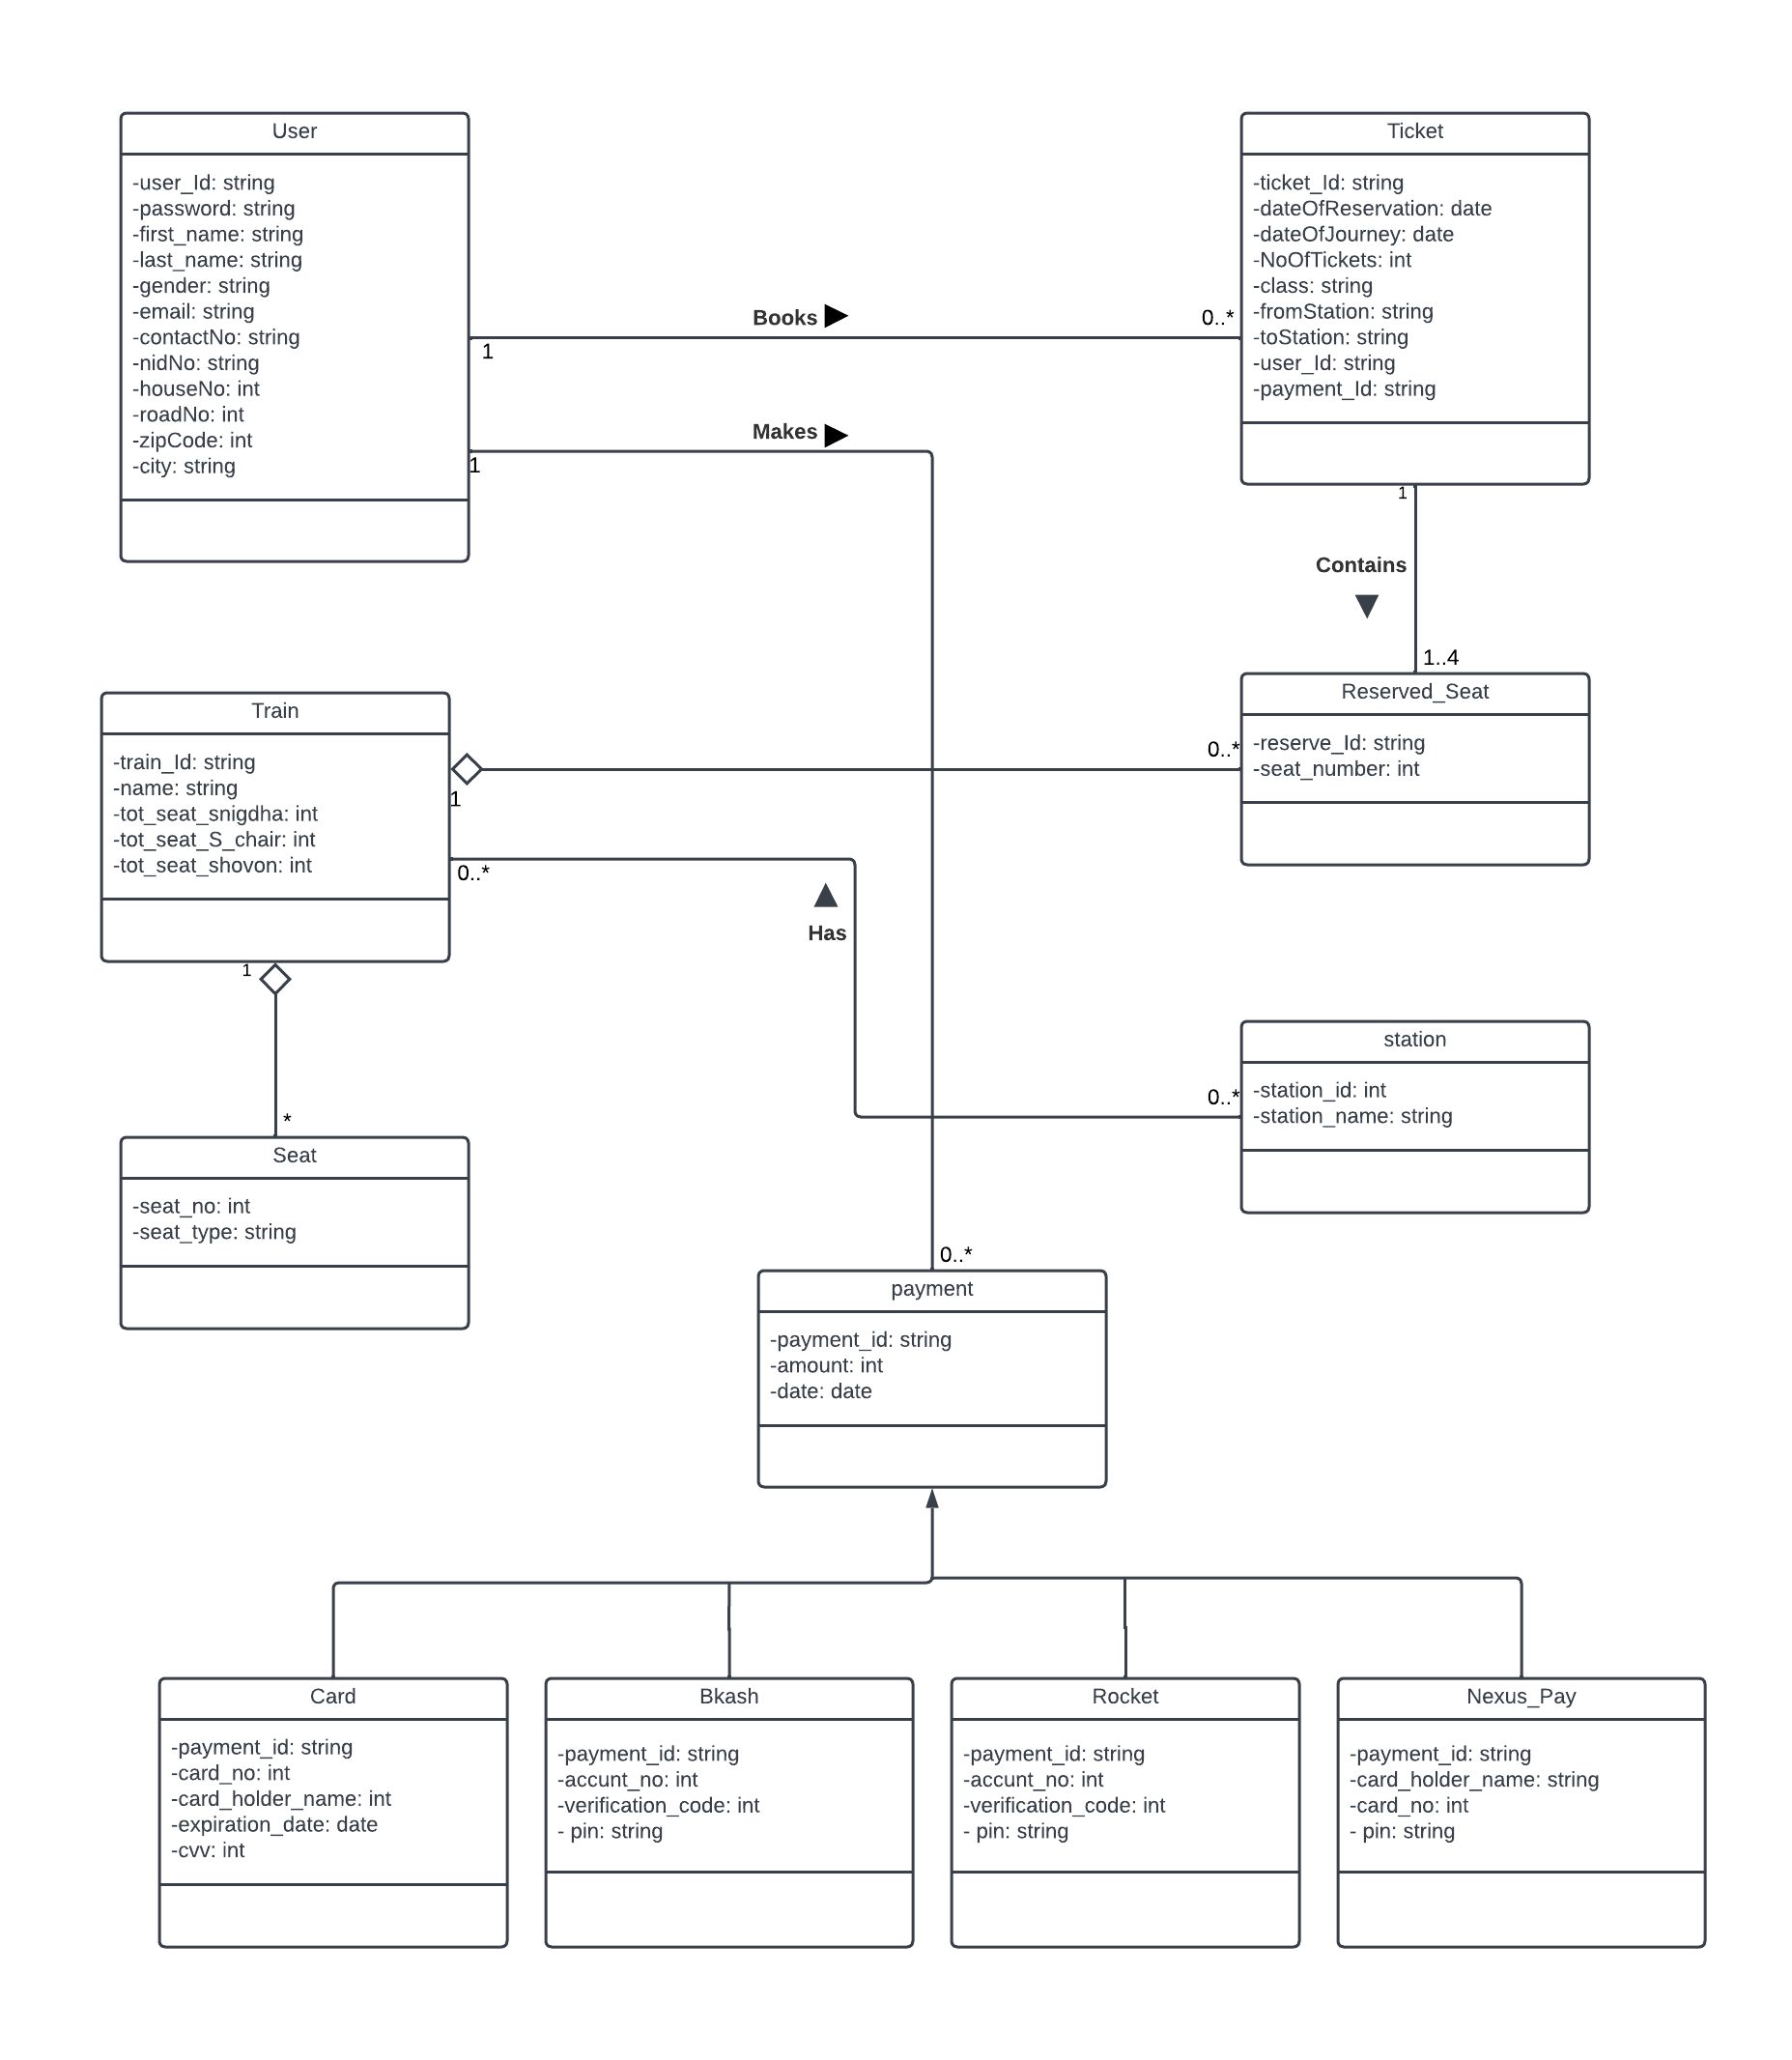 User
-user_Id: string
-password: string
-first_name: string
-last_name: string
-gender: string
-email: string
-contactNo: string
-nidNo: string
-houseNo: int
-roadNo: int
-zipCode: int
-city: string
Books
1
0..*
Makes
1
Ticket
-ticket_Id: string
-dateOfReservation: date
-dateOfJourney: date
-NoOfTickets: int
-class: string
-fromStation: string
-toStation: string
-user_Id: string
-payment_Id: string
1
Contains
1..4
Train
-train_Id: string
-name: string
-tot_seat_snigdha: int
-tot_seat_S_chair: int
-tot_seat_shovon: int
1
0..*
Reserved_Seat
-reserve_Id: string
-seat_number: int
0..*
Has
0..*
station
-station_id: int
-station_name: string
1
*
Seat
-seat_no: int
-seat_type: string
0..*
payment
-payment_id: string
-amount: int
-date: date
Card
-payment_id: string
-card_no: int
-card_holder_name: int
-expiration_date: date
-cvv: int
Bkash
-payment_id: string
-accunt_no: int
-verification_code: int
- pin: string
Rocket
-payment_id: string
-accunt_no: int
-verification_code: int
- pin: string
Nexus_Pay
-payment_id: string
-card_holder_name: string
-card_no: int
- pin: string